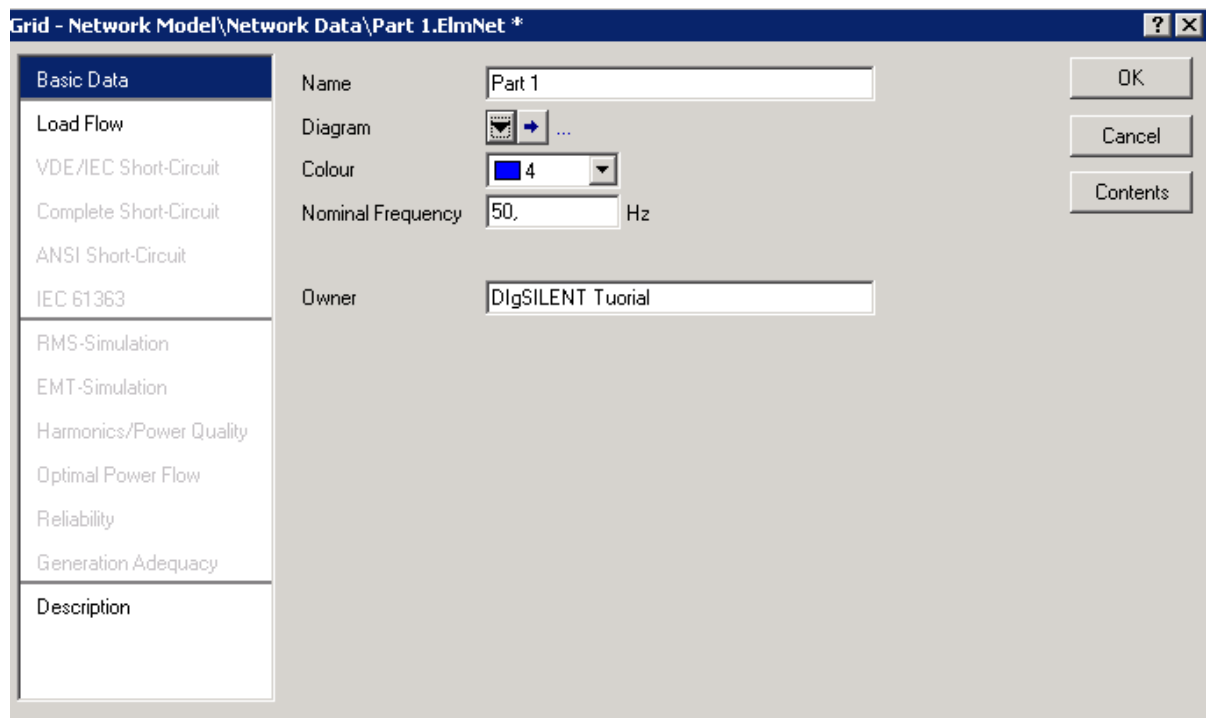 Grid - Network Model\Network Data\Part 1.ElmNet *
? X
Basic Data
Load Flow
VDE/IEC Short-Circuit
Complete Short-Circuit
ANSI Short-Circuit
IEC 61363
RMS-Simulation
EMT-Simulation
Harmonics/Power Quality
Optimal Power Flow
Reliability
Generation Adequacy
Description
Name Part 1
Diagram ...
Colour 4
Nominal Frequency 50, Hz
Owner DIgSILENT Tuorial
OK
Cancel
Contents